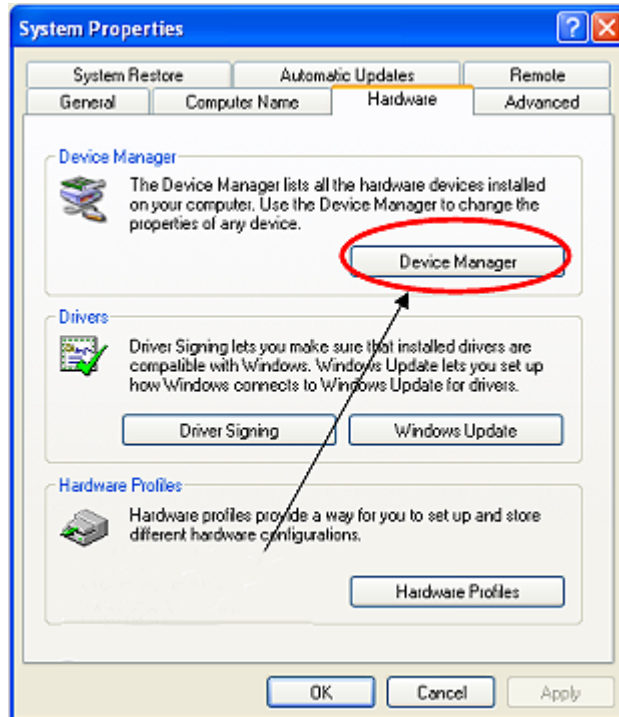 System Properties
System Restore Automatic Updates Remote
General Computer Name Hardware Advanced
Device Manager
The Device Manager lists all the hardware devices installed
on your computer. Use the Device Manager to change the
properties of any device.
Device Manager
Drivers
Driver Signing lets you make sure that installed drivers are
compatible with Windows. Windows Update lets you set up
how Windows connects to Windows Update for drivers.
Driver Signing Windows Update
Hardware Profiles
Hardware profiles provide a way for you to set up and store
different hardware configurations.
Hardware Profiles
OK Cancel Apply